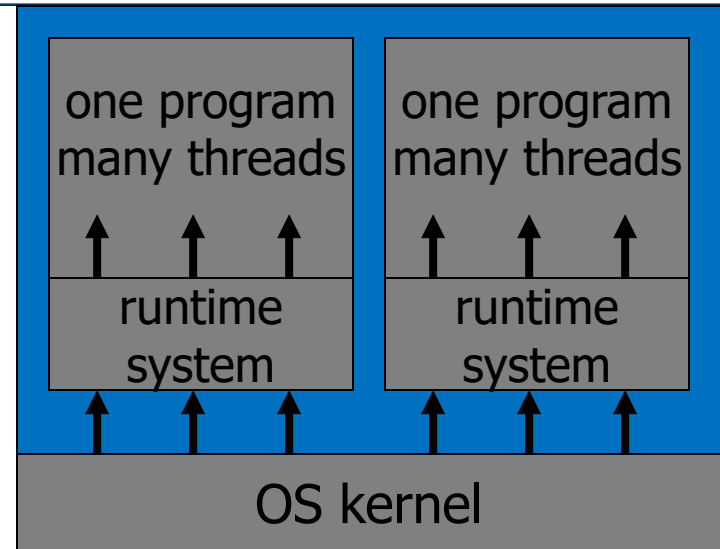 one program
many threads
runtime
system
one program
many threads
runtime
system
OS kernel